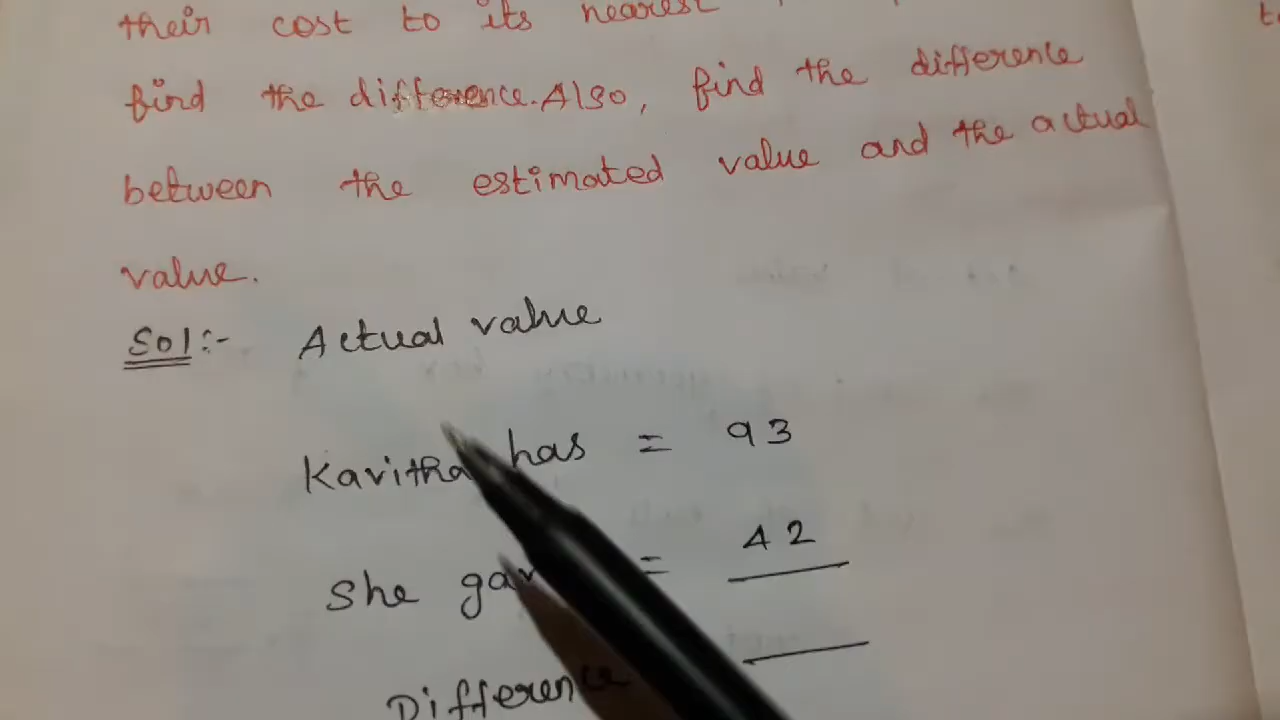 their cost to its nearest
find the difference. Also, find the difference
between the estimated value and the actual
value.
Sol:- Actual value
Kavitha has = 93
She = 42
Difference